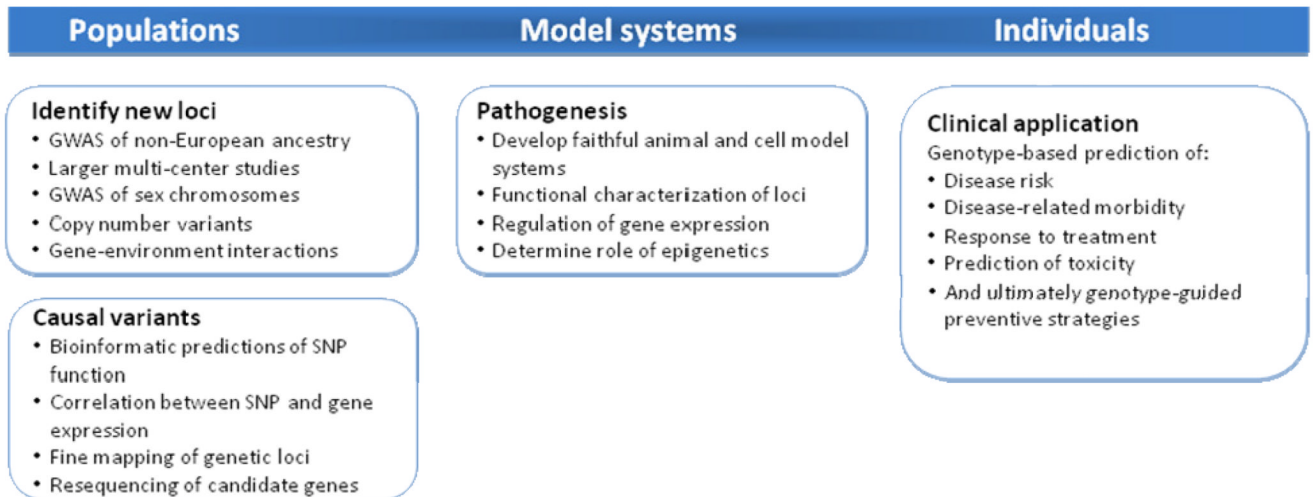 Populations
Model systems
Individuals
Identify new loci
• GWAS of non-European ancestry
• Larger multi-center studies
• GWAS of sex chromosomes
• Copy number variants
• Gene-environment interactions
Causal variants
• Bioinformatic predictions of SNP
function
• Correlation between SNP and gene
expression
• Fine mapping of genetic loci
• Resequencing of candidate genes
Pathogenesis
• Develop faithful animal and cell model
systems
• Functional characterization of loci
• Regulation of gene expression
• Determine role of epigenetics
Clinical application
Genotype-based prediction of:
• Disease risk
• Disease-related morbidity
• Response to treatment
• Prediction of toxicity
• And ultimately genotype-guided
preventive strategies